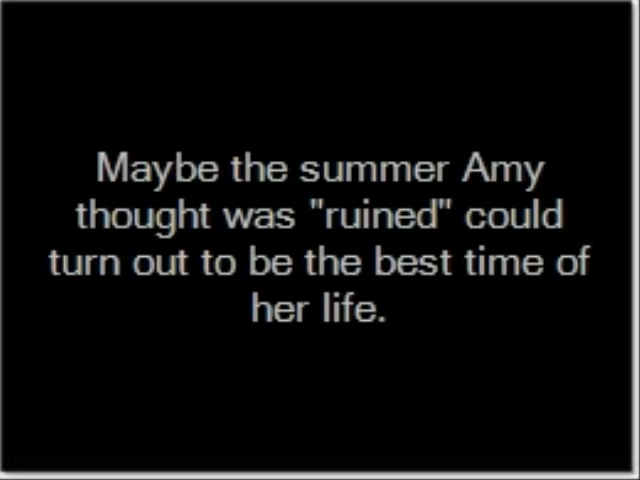 Maybe the summer Amy
thought was "ruined" could
turn out to be the best time of
her life.